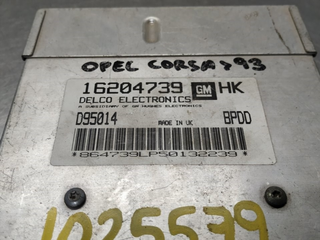 OPEL CORSA > 93
16204739 GM HK
DELCO ELECTRONICS
A SUBSIDIARY OF GM HUGHES ELECTRONICS
D95014 MADE IN UK BPDD
*864739LP50132239*
1025579